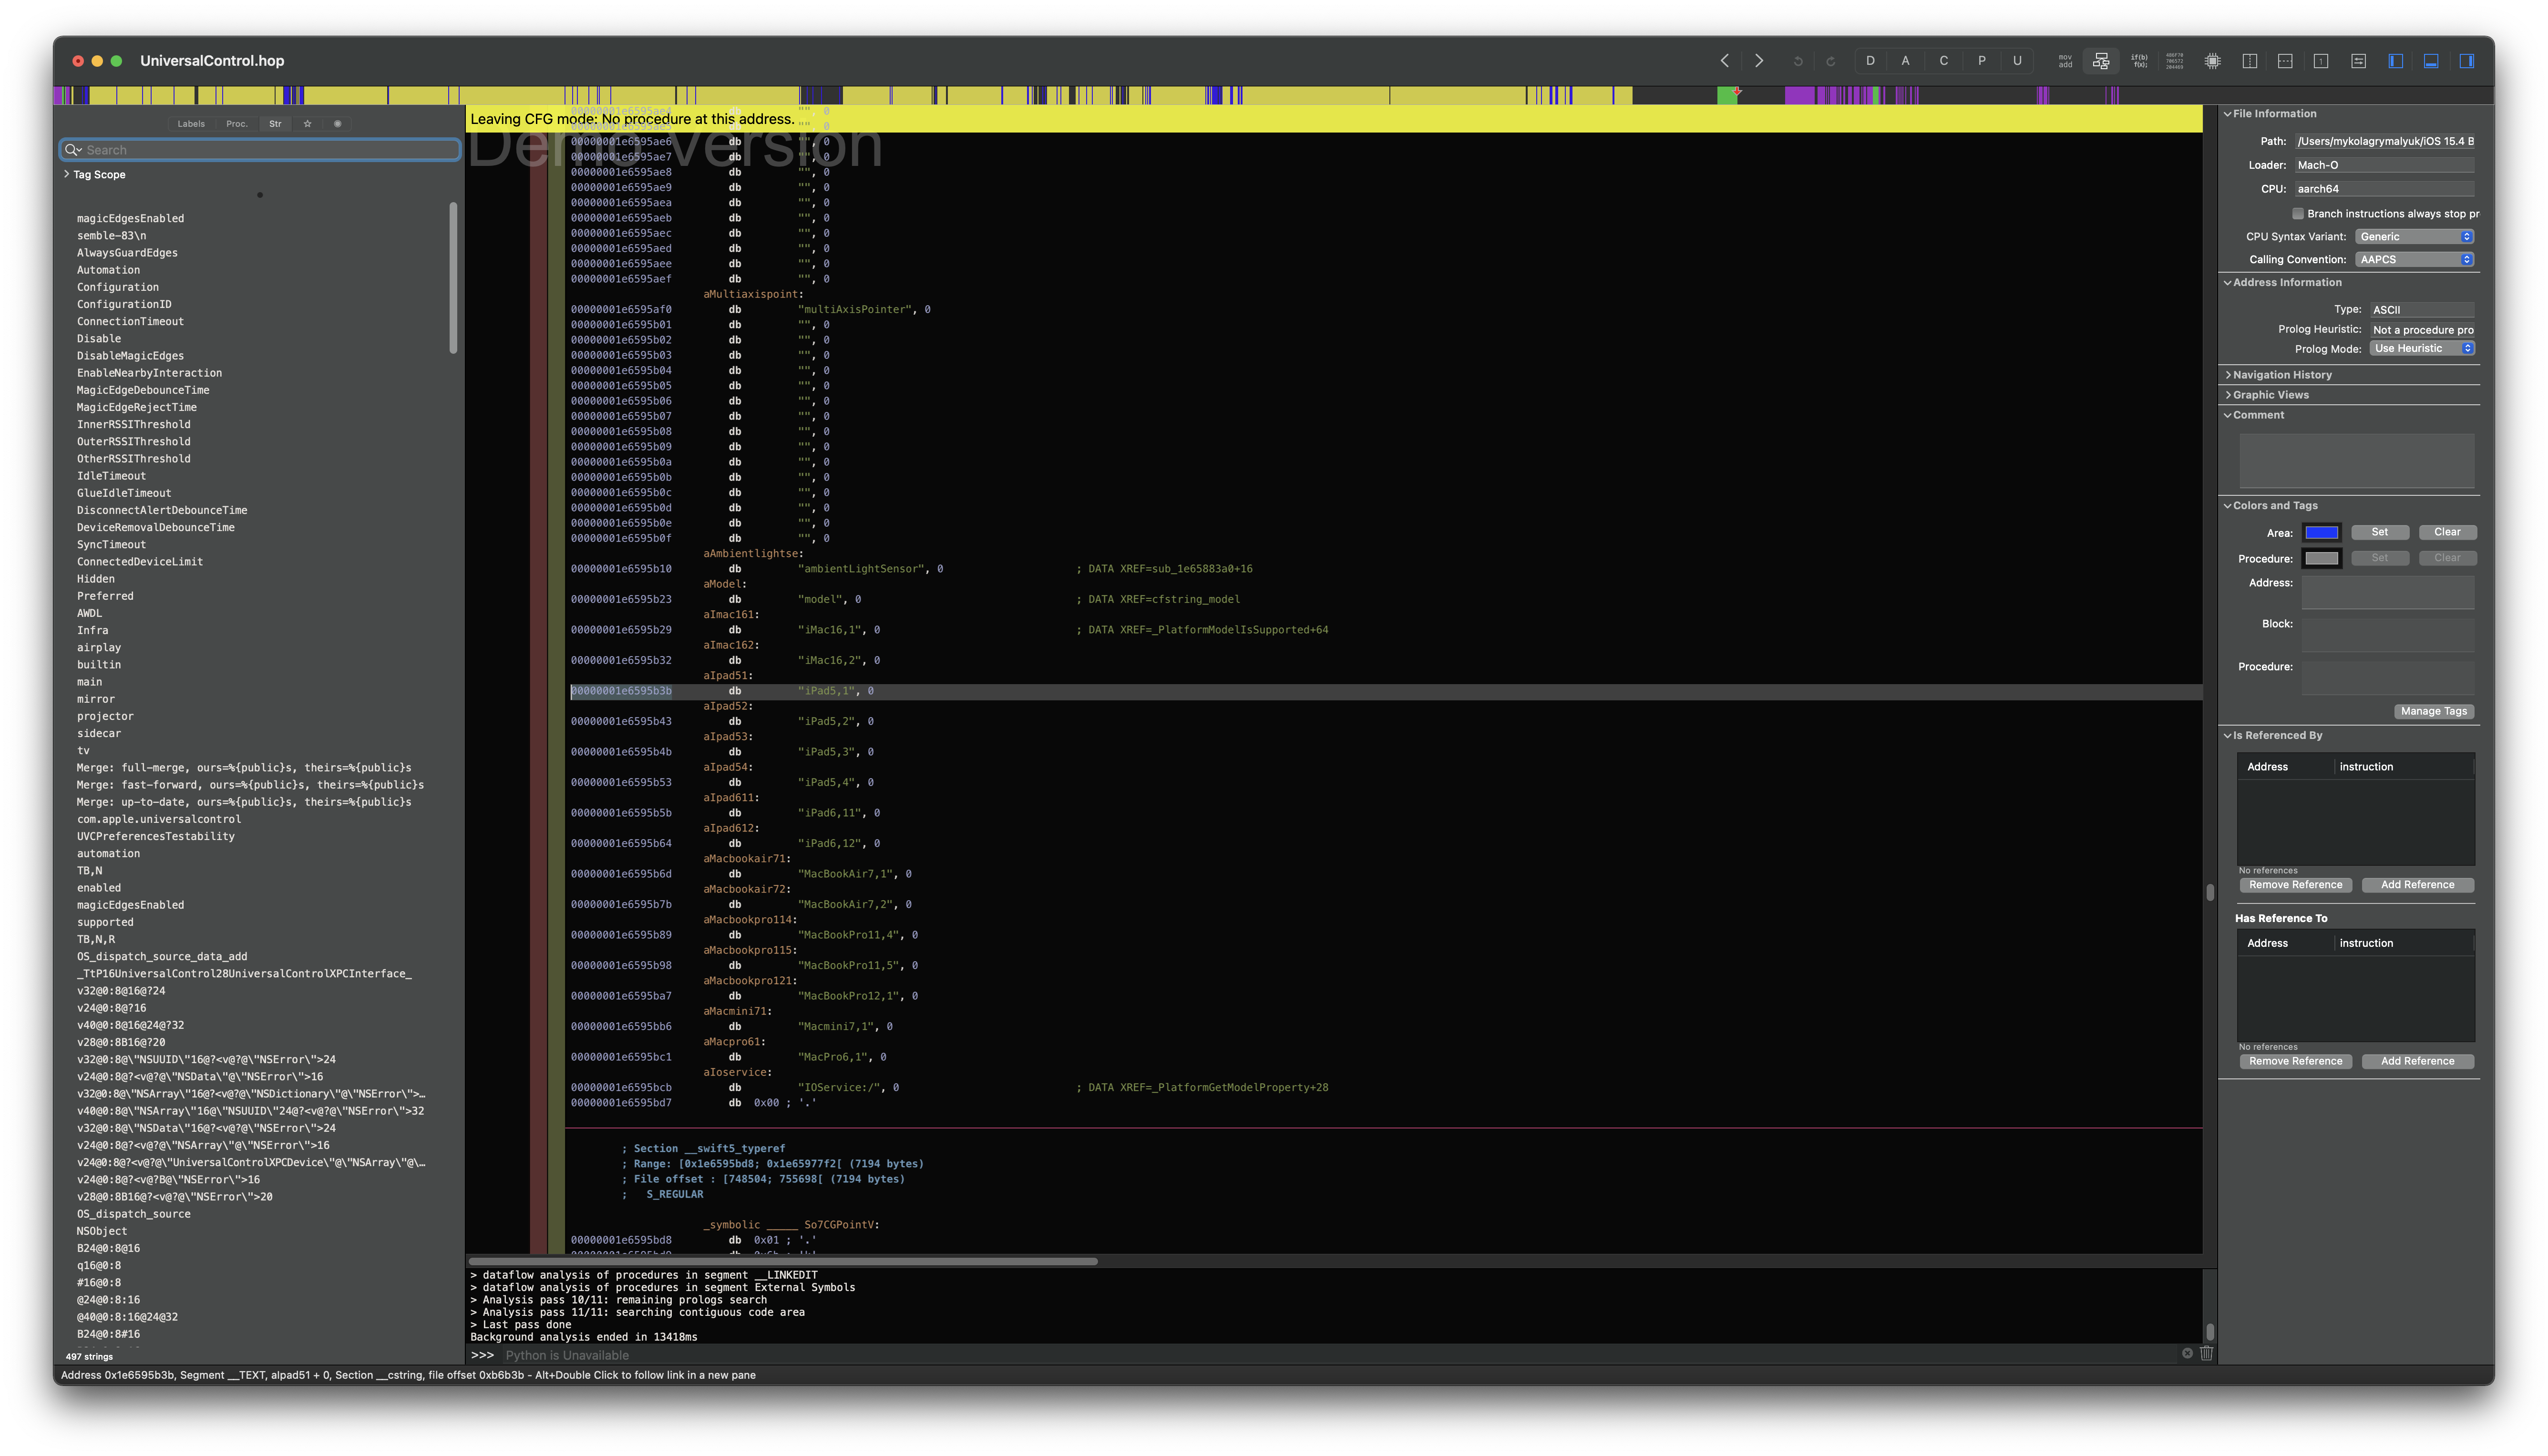 UniversalControl.hop
D A C P U
mov add
if(b) f(x);
Labels Proc. Str
Search
Tag Scope
magicEdgesEnabled
semble-83\n
AlwaysGuardEdges
Automation
Configuration
ConfigurationID
ConnectionTimeout
Disable
DisableMagicEdges
EnableNearbyInteraction
MagicEdgeDebounceTime
MagicEdgeRejectTime
InnerRSSIThreshold
OuterRSSIThreshold
OtherRSSIThreshold
IdleTimeout
GlueIdleTimeout
DisconnectAlertDebounceTime
DeviceRemovalDebounceTime
SyncTimeout
ConnectedDeviceLimit
Hidden
Preferred
AWDL
Infra
airplay
builtin
main
mirror
projector
sidecar
tv
Merge: full-merge, ours=%{public}s, theirs=%{public}s
Merge: fast-forward, ours=%{public}s, theirs=%{public}s
Merge: up-to-date, ours=%{public}s, theirs=%{public}s
com.apple.universalcontrol
UVCPreferencesTestability
automation
TB,N
enabled
magicEdgesEnabled
supported
TB,N,R
OS_dispatch_source_data_add
_TtP16UniversalControl28UniversalControlXPCInterface_
v32@0:8@16@?24
v24@0:8@?16
v40@0:8@16@24@?32
v28@0:8B16@?20
v32@0:8@\"NSUUID\"16@?<v@?@\"NSError\">24
v24@0:8@?<v@?@\"NSData\"@\"NSError\">16
v32@0:8@\"NSArray\"16@?<v@?@\"NSDictionary\"@\"NSError\">…
v40@0:8@\"NSArray\"16@\"NSUUID\"24@?<v@?@\"NSError\">32
v32@0:8@\"NSData\"16@?<v@?@\"NSError\">24
v24@0:8@?<v@?@\"NSArray\"@\"NSError\">16
v24@0:8@?<v@?@\"UniversalControlXPCDevice\"@\"NSArray\"@\…
v24@0:8@?<v@?B@\"NSError\">16
v28@0:8B16@?<v@?@\"NSError\">20
OS_dispatch_source
NSObject
B24@0:8@16
q16@0:8
#16@0:8
@24@0:8:16
@40@0:8:16@24@32
B24@0:8#16
497 strings
Leaving CFG mode: No procedure at this address.
Demo Version
00000001e6595ae6 db "", 0
00000001e6595ae7 db "", 0
00000001e6595ae8 db "", 0
00000001e6595ae9 db "", 0
00000001e6595aea db "", 0
00000001e6595aeb db "", 0
00000001e6595aec db "", 0
00000001e6595aed db "", 0
00000001e6595aee db "", 0
00000001e6595aef db "", 0
aMultiaxispoint:
00000001e6595af0 db "multiAxisPointer", 0
00000001e6595b01 db "", 0
00000001e6595b02 db "", 0
00000001e6595b03 db "", 0
00000001e6595b04 db "", 0
00000001e6595b05 db "", 0
00000001e6595b06 db "", 0
00000001e6595b07 db "", 0
00000001e6595b08 db "", 0
00000001e6595b09 db "", 0
00000001e6595b0a db "", 0
00000001e6595b0b db "", 0
00000001e6595b0c db "", 0
00000001e6595b0d db "", 0
00000001e6595b0e db "", 0
00000001e6595b0f db "", 0
aAmbientlightse:
00000001e6595b10 db "ambientLightSensor", 0 ; DATA XREF=sub_1e65883a0+16
aModel:
00000001e6595b23 db "model", 0 ; DATA XREF=cfstring_model
aImac161:
00000001e6595b29 db "iMac16,1", 0 ; DATA XREF=_PlatformModelIsSupported+64
aImac162:
00000001e6595b32 db "iMac16,2", 0
aIpad51:
00000001e6595b3b db "iPad5,1", 0
aIpad52:
00000001e6595b43 db "iPad5,2", 0
aIpad53:
00000001e6595b4b db "iPad5,3", 0
aIpad54:
00000001e6595b53 db "iPad5,4", 0
aIpad611:
00000001e6595b5b db "iPad6,11", 0
aIpad612:
00000001e6595b64 db "iPad6,12", 0
aMacbookair71:
00000001e6595b6d db "MacBookAir7,1", 0
aMacbookair72:
00000001e6595b7b db "MacBookAir7,2", 0
aMacbookpro114:
00000001e6595b89 db "MacBookPro11,4", 0
aMacbookpro115:
00000001e6595b98 db "MacBookPro11,5", 0
aMacbookpro121:
00000001e6595ba7 db "MacBookPro12,1", 0
aMacmini71:
00000001e6595bb6 db "Macmini7,1", 0
aMacpro61:
00000001e6595bc1 db "MacPro6,1", 0
aIoservice:
00000001e6595bcb db "IOService:/", 0 ; DATA XREF=_PlatformGetModelProperty+28
00000001e6595bd7 db 0x00 ; '.'
; Section __swift5_typeref
; Range: [0x1e6595bd8; 0x1e65977f2[ (7194 bytes)
; File offset : [748504; 755698[ (7194 bytes)
; S_REGULAR
_symbolic _____ So7CGPointV:
00000001e6595bd8 db 0x01 ; '.'
> dataflow analysis of procedures in segment __LINKEDIT
> dataflow analysis of procedures in segment External Symbols
> Analysis pass 10/11: remaining prologs search
> Analysis pass 11/11: searching contiguous code area
> Last pass done
Background analysis ended in 13418ms
>>> Python is Unavailable
Address 0x1e6595b3b, Segment __TEXT, aIpad51 + 0, Section __cstring, file offset 0xb6b3b - Alt+Double Click to follow link in a new pane
File Information
Path: /Users/mykolagrymalyuk/iOS 15.4 B
Loader: Mach-O
CPU: aarch64
Branch instructions always stop pr
CPU Syntax Variant: Generic
Calling Convention: AAPCS
Address Information
Type: ASCII
Prolog Heuristic: Not a procedure pro
Prolog Mode: Use Heuristic
Navigation History
Graphic Views
Comment
Colors and Tags
Area: Set Clear
Procedure: Set Clear
Address:
Block:
Procedure:
Manage Tags
Is Referenced By
Address instruction
No references
Remove Reference Add Reference
Has Reference To
Address instruction
No references
Remove Reference Add Reference